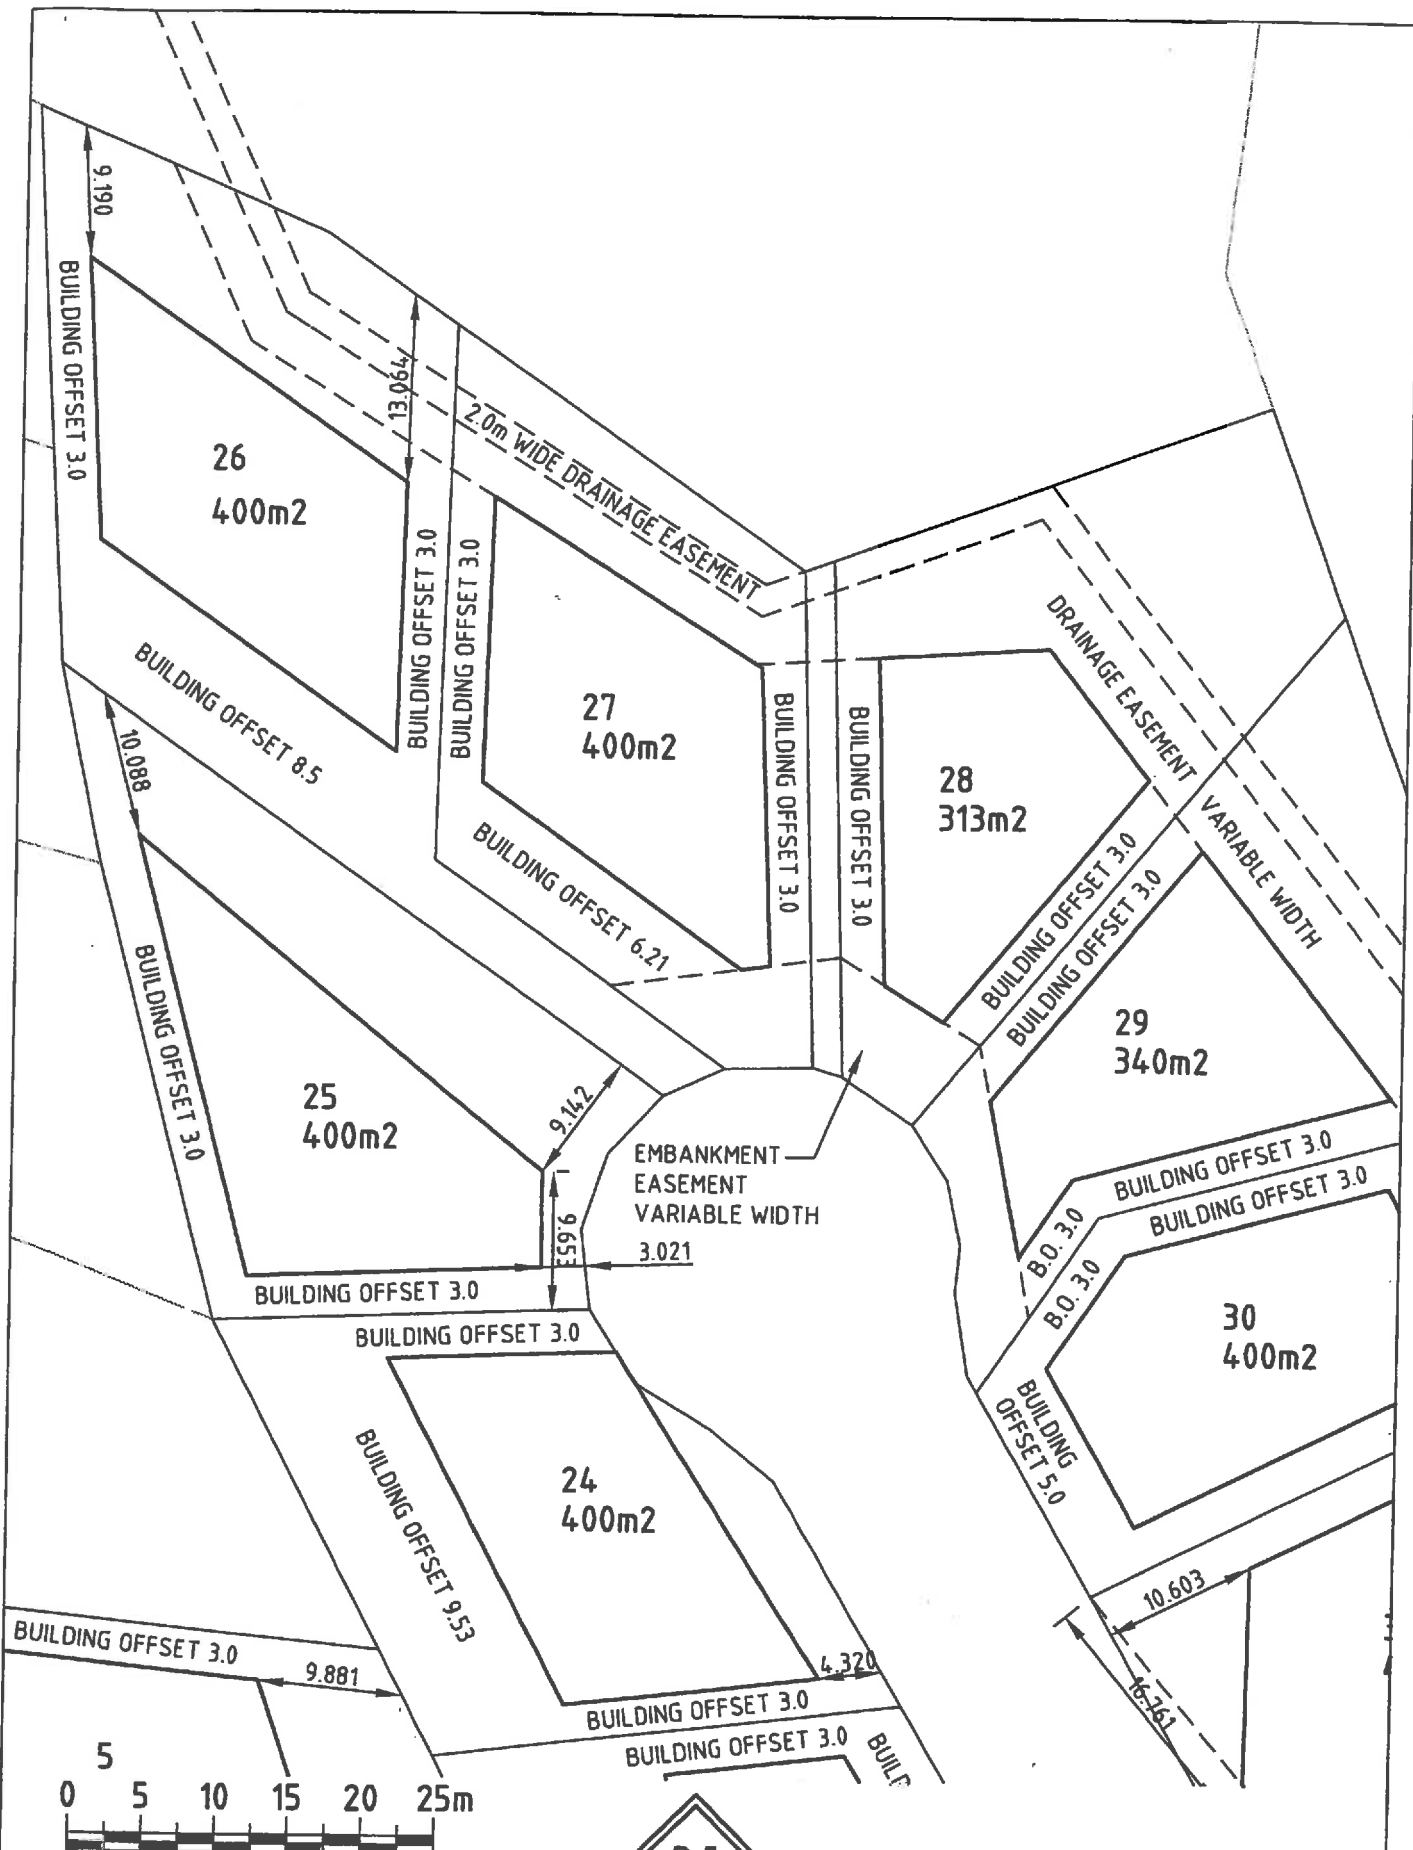 9.190
BUILDING OFFSET 3.0
26
400m2
13.064
2.0m WIDE DRAINAGE EASEMENT
BUILDING OFFSET 3.0
BUILDING OFFSET 3.0
BUILDING OFFSET 8.5
27
400m2
BUILDING OFFSET 3.0
BUILDING OFFSET 3.0
28
313m2
DRAINAGE EASEMENT
VARIABLE WIDTH
10.088
BUILDING OFFSET 6.21
BUILDING OFFSET 3.0
BUILDING OFFSET 3.0
BUILDING OFFSET 3.0
29
340m2
25
400m2
9.142
EMBANKMENT
EASEMENT
VARIABLE WIDTH
9.653
3.021
BUILDING OFFSET 3.0
BUILDING OFFSET 3.0
BUILDING OFFSET 3.0
BUILDING OFFSET 3.0
B.O. 3.0
B.O. 3.0
30
400m2
BUILDING
OFFSET 5.0
24
400m2
BUILDING OFFSET 9.53
10.603
16.761
4.320
BUILDING OFFSET 3.0
9.881
BUILDING OFFSET 3.0
BUILDING OFFSET 3.0
5
0 5 10 15 20 25m